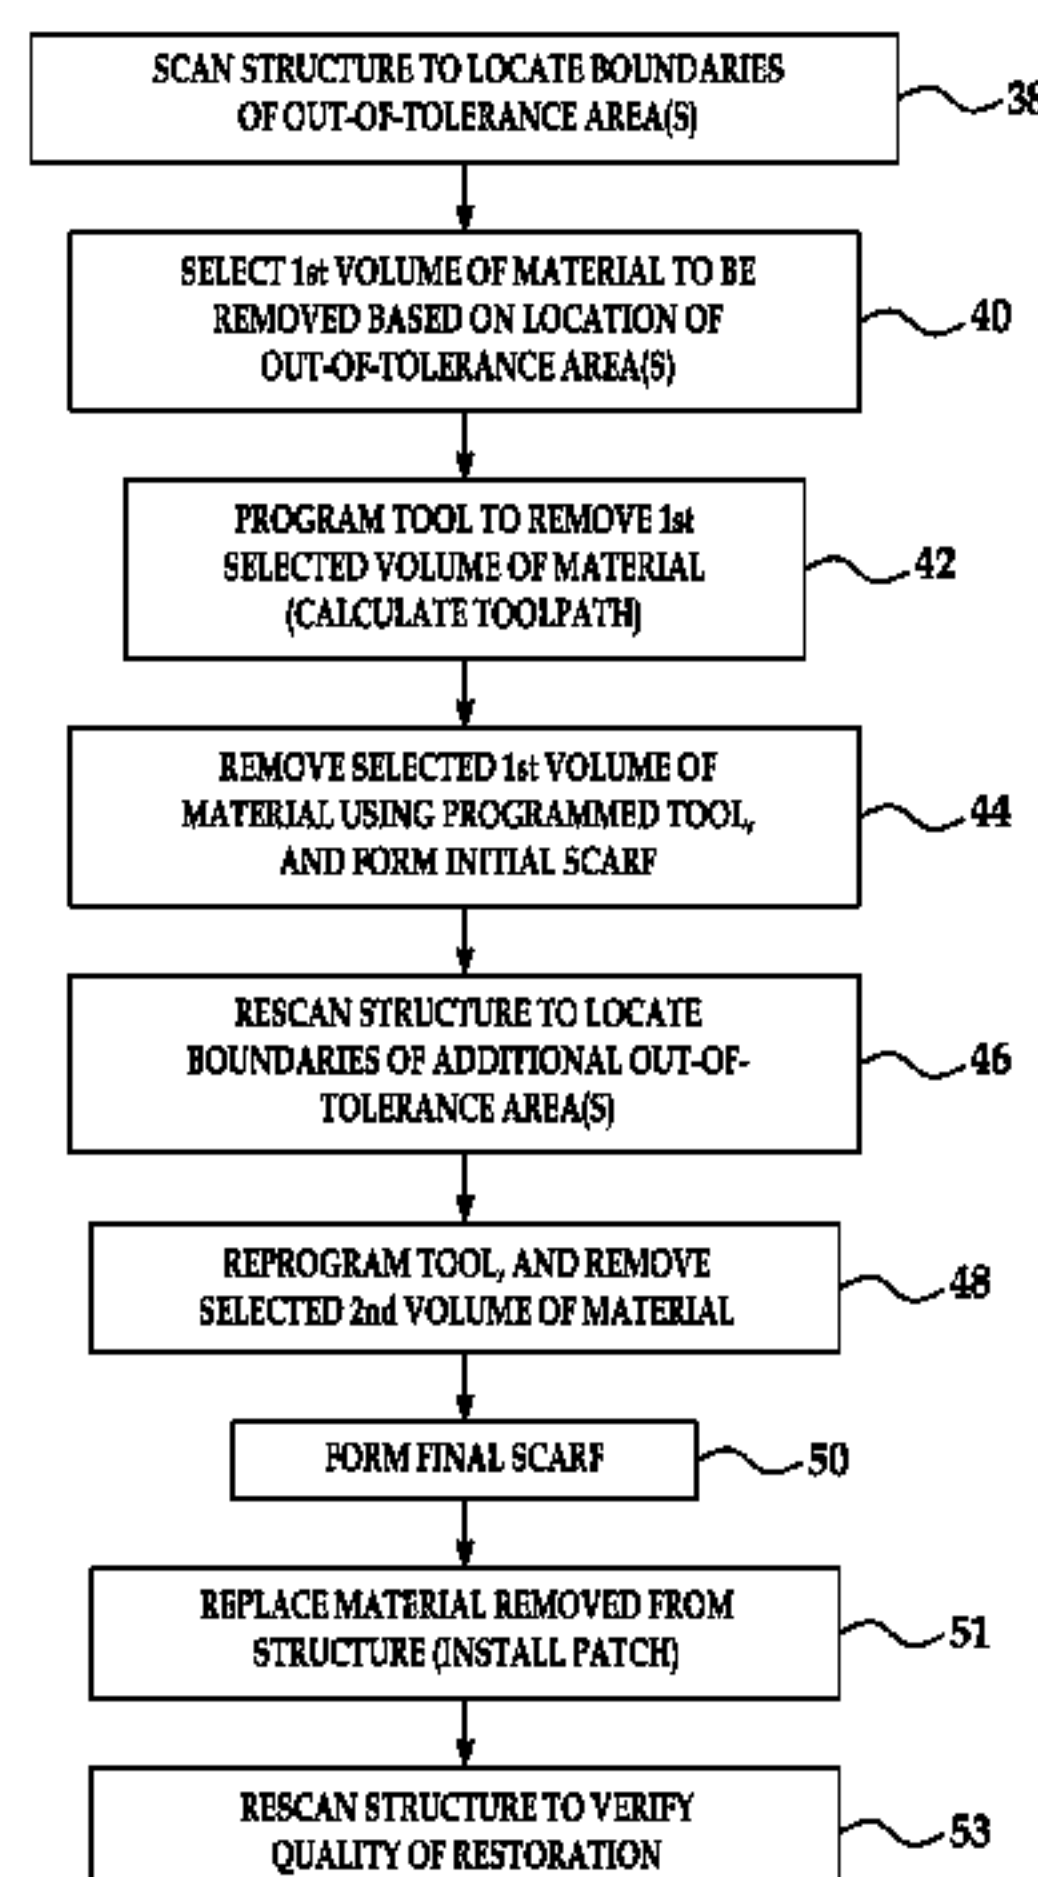 SCAN STRUCTURE TO LOCATE BOUNDARIES
OF OUT-OF-TOLERANCE AREA(S)
38
SELECT 1st VOLUME OF MATERIAL TO BE
REMOVED BASED ON LOCATION OF
OUT-OF-TOLERANCE AREA(S)
40
PROGRAM TOOL TO REMOVE 1st
SELECTED VOLUME OF MATERIAL
(CALCULATE TOOLPATH)
42
REMOVE SELECTED 1st VOLUME OF
MATERIAL USING PROGRAMMED TOOL,
AND FORM INITIAL SCARF
44
RESCAN STRUCTURE TO LOCATE
BOUNDARIES OF ADDITIONAL OUT-OF-
TOLERANCE AREA(S)
46
REPROGRAM TOOL, AND REMOVE
SELECTED 2nd VOLUME OF MATERIAL
48
FORM FINAL SCARF
50
REPLACE MATERIAL REMOVED FROM
STRUCTURE (INSTALL PATCH)
51
RESCAN STRUCTURE TO VERIFY
QUALITY OF RESTORATION
53